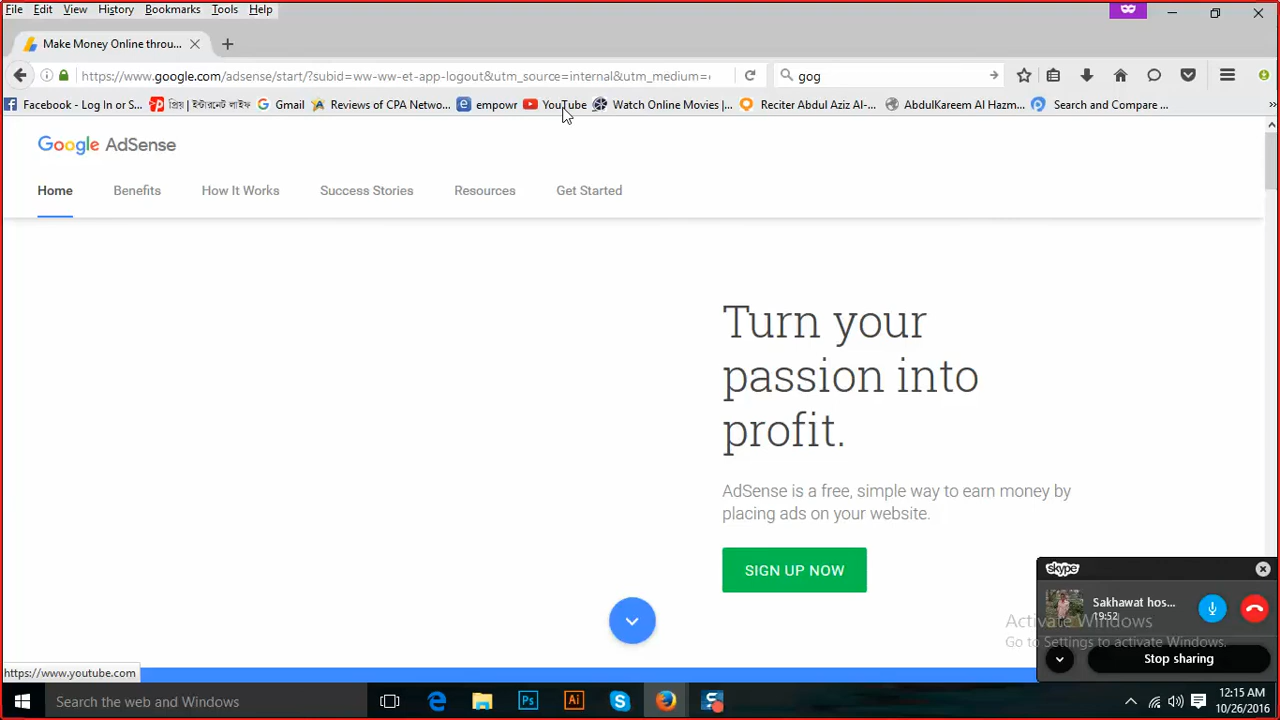 File Edit View History Bookmarks Tools Help
Make Money Online throu...
https://www.google.com/adsense/start/?subid=ww-ww-et-app-logout&utm_source=internal&utm_medium=
gog
Facebook - Log In or S... প্রিয় | ইন্টারনেট লাইফ Gmail Reviews of CPA Netwo... empowr YouTube Watch Online Movies |... Reciter Abdul Aziz Al-... AbdulKareem Al Hazm... Search and Compare ...
Google AdSense
Home Benefits How It Works Success Stories Resources Get Started
Turn your
passion into
profit.
AdSense is a free, simple way to earn money by
placing ads on your website.
SIGN UP NOW
skype
Sakhawat hos...
19:52
Activate Windows
Go to Settings to activate Windows.
Stop sharing
https://www.youtube.com
Search the web and Windows
12:15 AM
10/26/2016